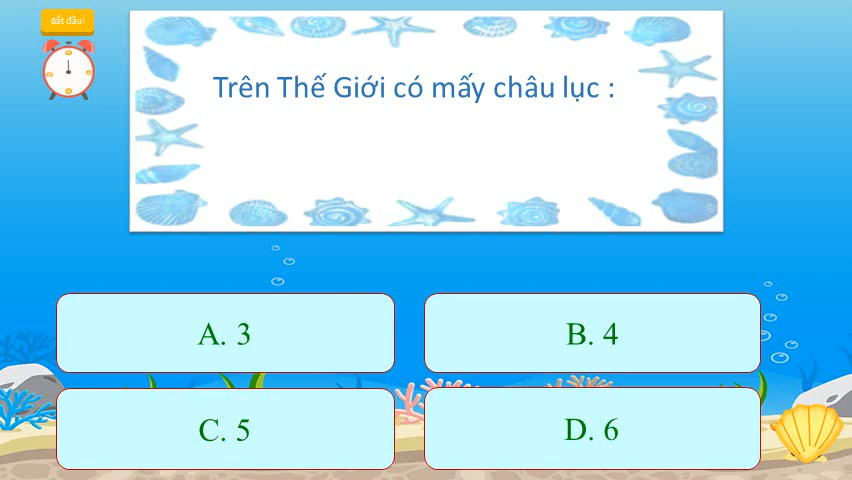 Bắt đầu!
Trên Thế Giới có mấy châu lục :
A. 3
B. 4
C. 5
D. 6